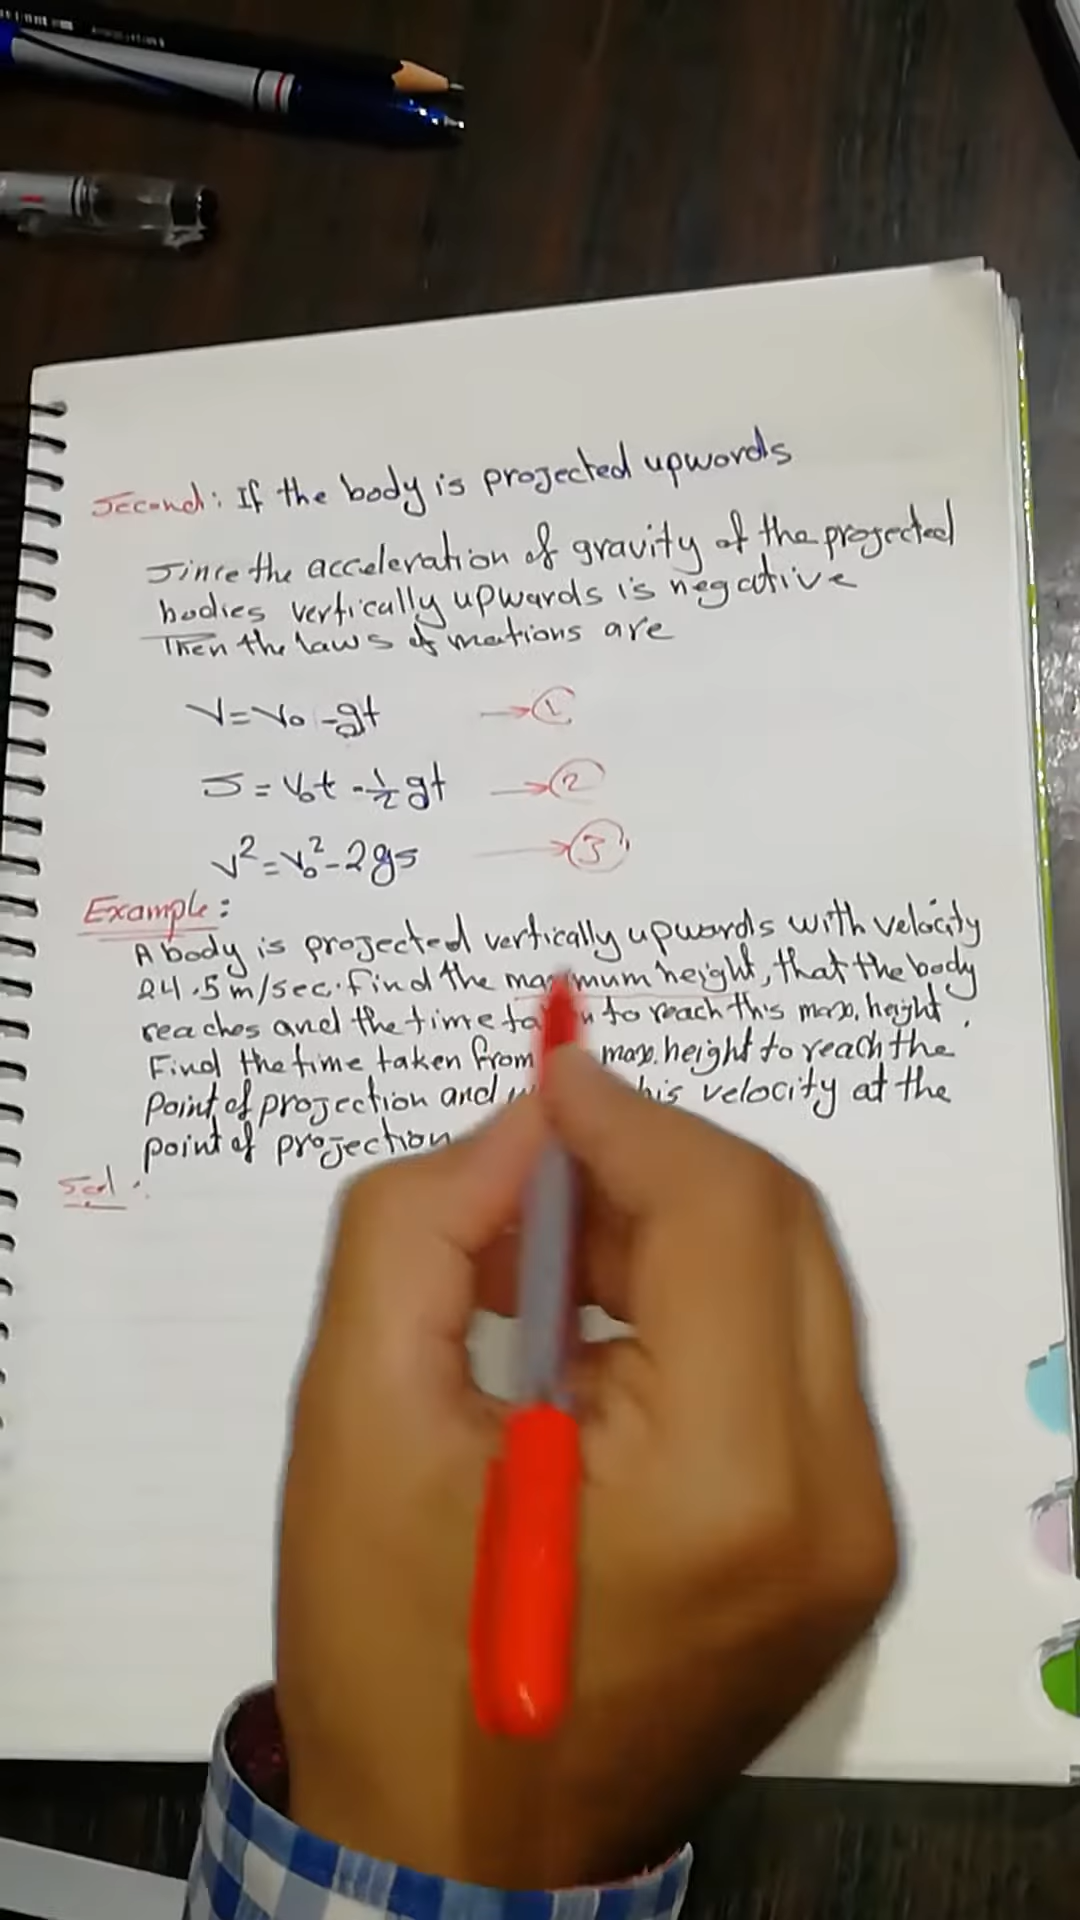 Second: If the body is projected upwords
Since the acceleration of gravity of the projected
bodies vertically upwards is negative
Then the laws of motions are
V = V₀ - gt → ①
S = V₀t - 1/2 gt → ②
V² = V₀² - 2gs → ③
Example:
A body is projected vertically upwards with velocity
24.5 m/sec. find the maximum height, that the body
reaches and the time to reach this max. height.
Find the time taken from max. height to reach the
point of projection and velocity at the
point of projection
Sol: